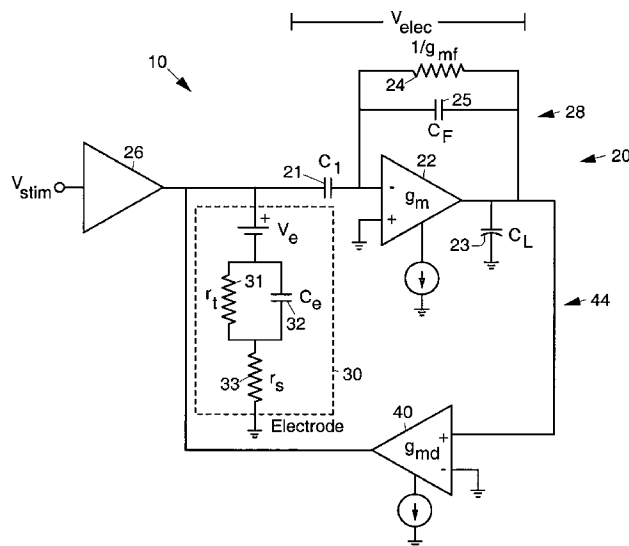 V_elec
1/g_mf
10
24
25
C_F
28
20
26
V_stim
21
C_1
22
-
g_m
+
23
C_L
+
V_e
31
r_t
C_e
32
44
33
r_s
30
Electrode
40
+
g_md
-